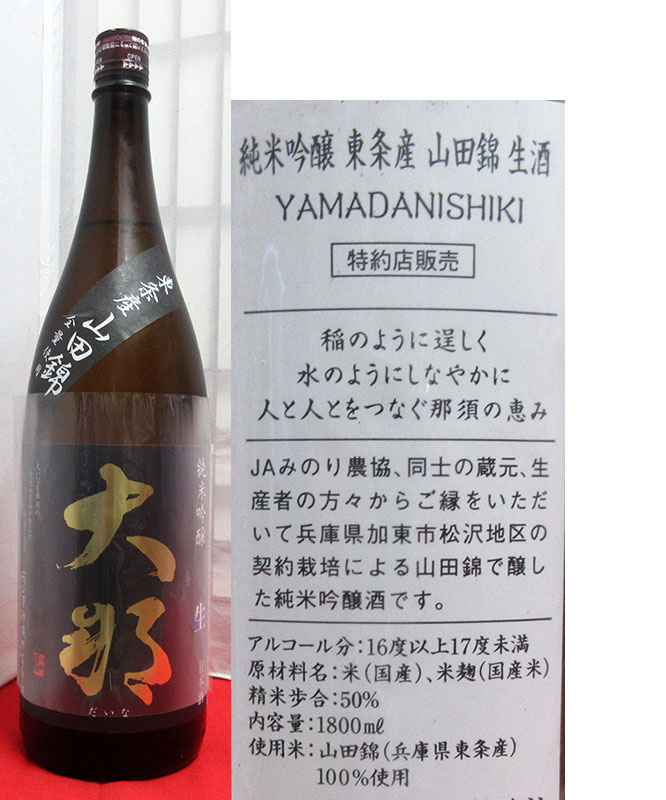 OPEN
東条産
山田錦
全量使用
純米吟醸
大那
生
だいな
純米吟醸 東条産 山田錦 生酒
YAMADANISHIKI
特約店販売
稲のように逞しく
水のようにしなやかに
人と人とをつなぐ那須の恵み
JAみのり農協、同士の蔵元、生
産者の方々からご縁をいただ
いて兵庫県加東市松沢地区の
契約栽培による山田錦で醸し
た純米吟醸酒です。
アルコール分：16度以上17度未満
原材料名：米（国産）、米麹（国産米）
精米歩合：50%
内容量：1800㎖
使用米：山田錦（兵庫県東条産）
100%使用